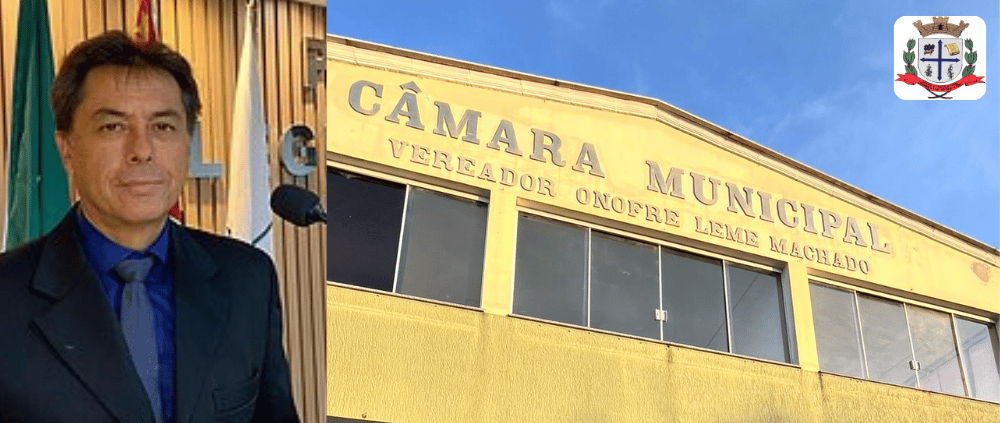 CÂMARA MUNICIPAL
VEREADOR ONOFRE LEME MACHADO
L G